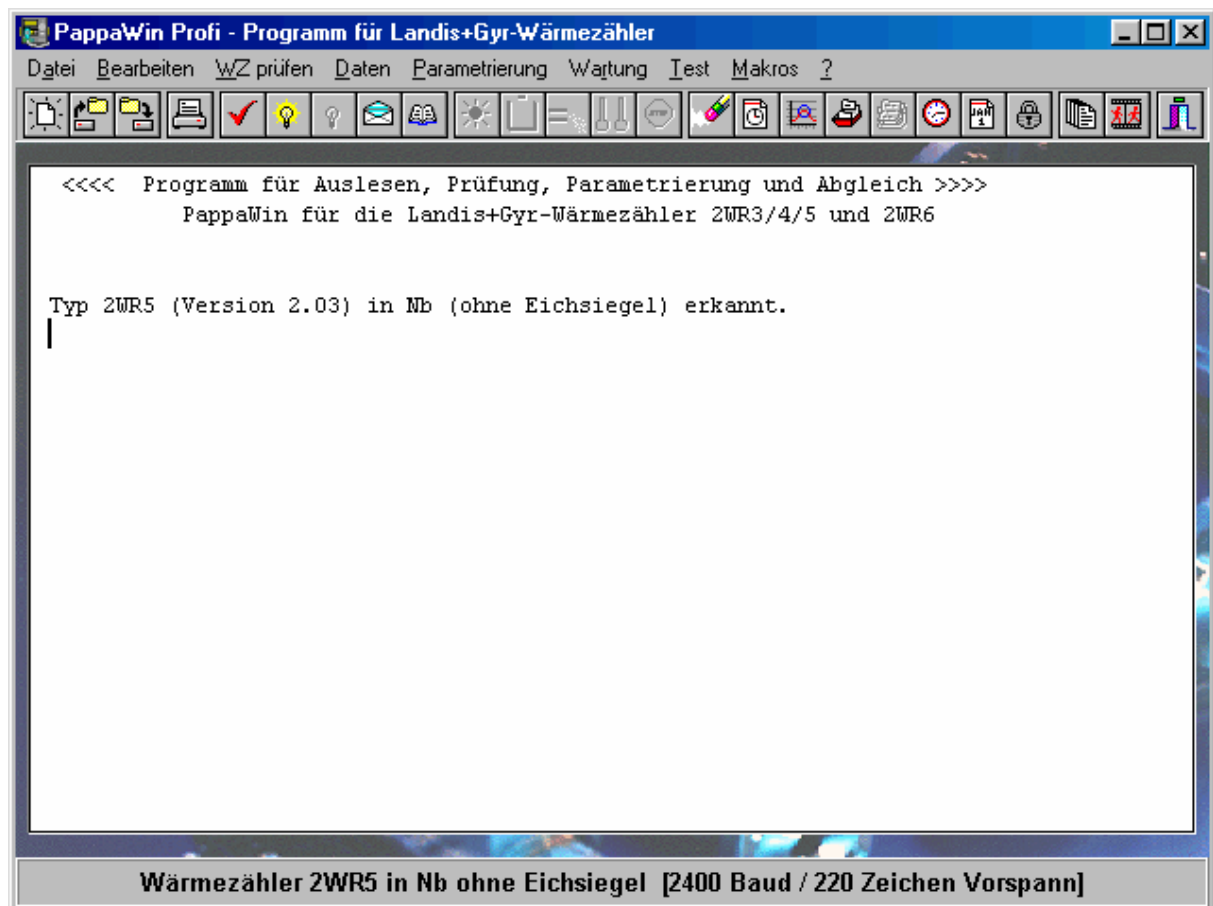 PappaWin Profi - Programm für Landis+Gyr-Wärmezähler
Datei Bearbeiten WZ prüfen Daten Parametrierung Wartung Test Makros ?
<<<< Programm für Auslesen, Prüfung, Parametrierung und Abgleich >>>>
PappaWin für die Landis+Gyr-Wärmezähler 2WR3/4/5 und 2WR6
Typ 2WR5 (Version 2.03) in Nb (ohne Eichsiegel) erkannt.
Wärmezähler 2WR5 in Nb ohne Eichsiegel [2400 Baud / 220 Zeichen Vorspann]